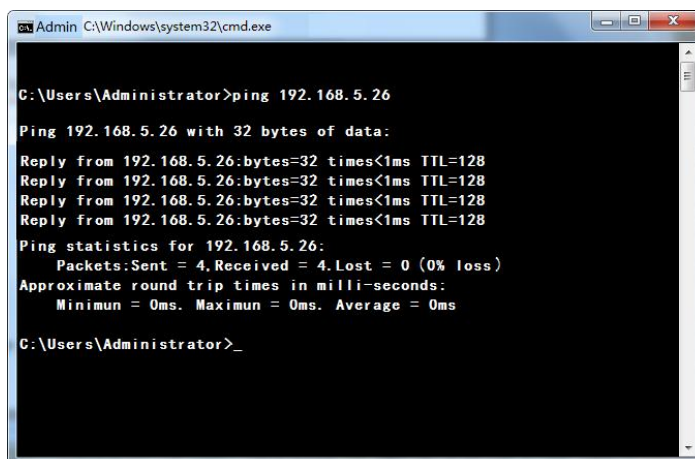 Admin C:\Windows\system32\cmd.exe
C:\Users\Administrator>ping 192.168.5.26
Ping 192.168.5.26 with 32 bytes of data:
Reply from 192.168.5.26:bytes=32 times<1ms TTL=128
Reply from 192.168.5.26:bytes=32 times<1ms TTL=128
Reply from 192.168.5.26:bytes=32 times<1ms TTL=128
Reply from 192.168.5.26:bytes=32 times<1ms TTL=128
Ping statistics for 192.168.5.26:
Packets:Sent = 4,Received = 4.Lost = 0 (0% loss)
Approximate round trip times in milli-seconds:
Minimun = 0ms. Maximun = 0ms. Average = 0ms
C:\Users\Administrator>_